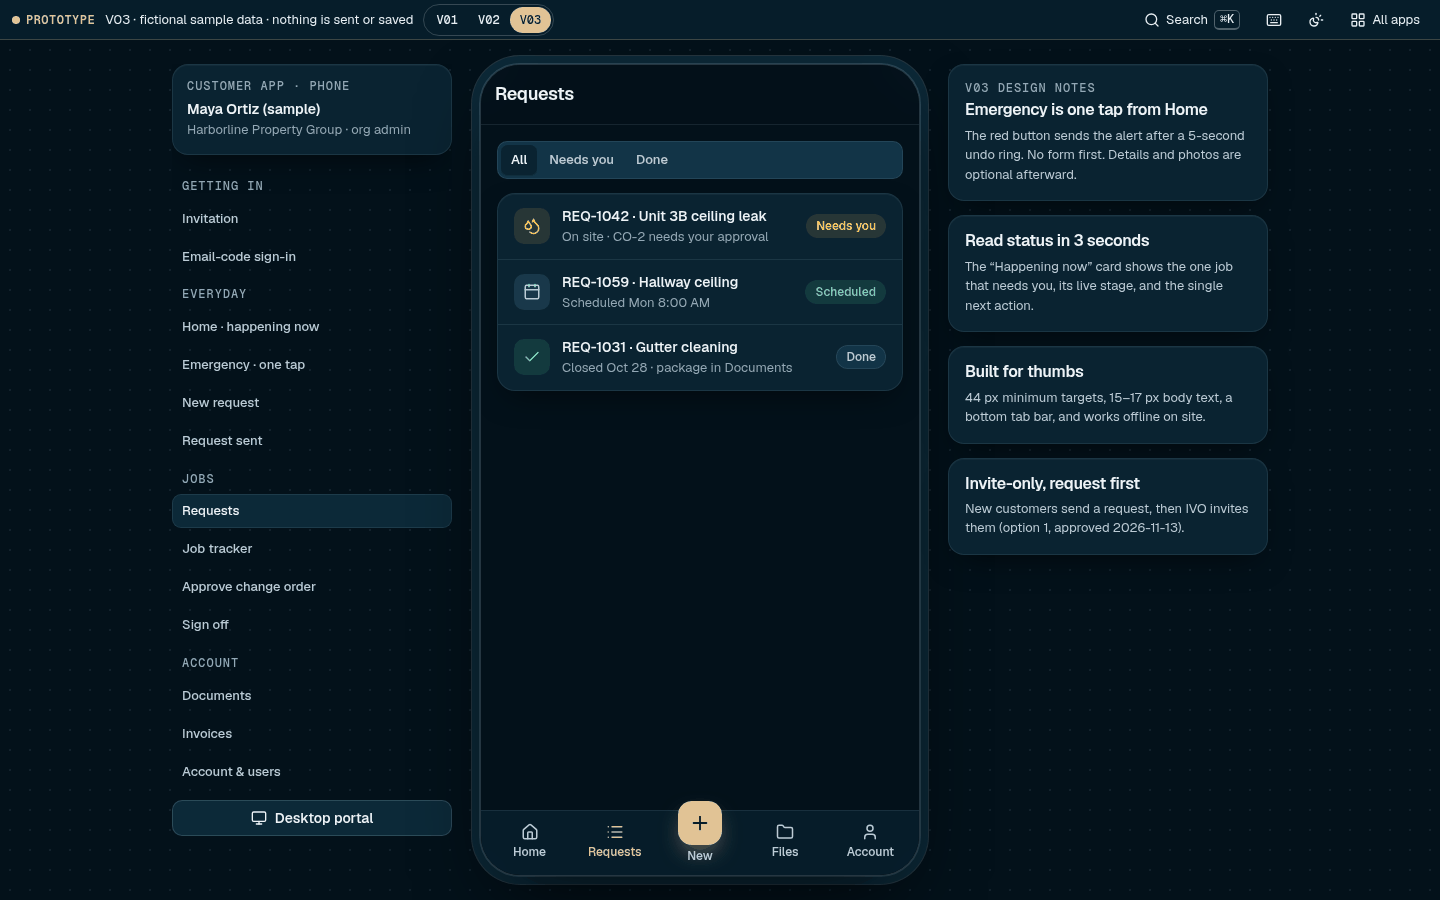 PROTOTYPE V03 · fictional sample data · nothing is sent or saved V01 V02 V03 Search ⌘K All apps
CUSTOMER APP · PHONE
Maya Ortiz (sample)
Harborline Property Group · org admin
GETTING IN
Invitation
Email-code sign-in
EVERYDAY
Home · happening now
Emergency · one tap
New request
Request sent
JOBS
Requests
Job tracker
Approve change order
Sign off
ACCOUNT
Documents
Invoices
Account & users
Desktop portal
Requests
All Needs you Done
REQ-1042 · Unit 3B ceiling leak
On site · CO-2 needs your approval
Needs you
REQ-1059 · Hallway ceiling
Scheduled Mon 8:00 AM
Scheduled
REQ-1031 · Gutter cleaning
Closed Oct 28 · package in Documents
Done
Home Requests New Files Account
V03 DESIGN NOTES
Emergency is one tap from Home
The red button sends the alert after a 5-second
undo ring. No form first. Details and photos are
optional afterward.
Read status in 3 seconds
The “Happening now” card shows the one job
that needs you, its live stage, and the single
next action.
Built for thumbs
44 px minimum targets, 15–17 px body text, a
bottom tab bar, and works offline on site.
Invite-only, request first
New customers send a request, then IVO invites
them (option 1, approved 2026-11-13).